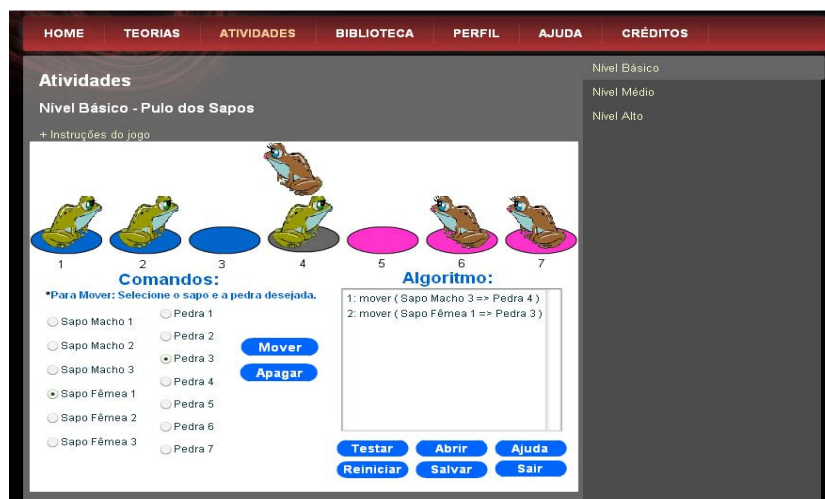 HOME TEORIAS ATIVIDADES BIBLIOTECA PERFIL AJUDA CRÉDITOS
Atividades
Nível Básico - Pulo dos Sapos
+ Instruções do jogo
Nível Básico
Nível Médio
Nível Alto
1 2 3 4 5 6 7
Comandos:
*Para Mover: Selecione o sapo e a pedra desejada.
Sapo Macho 1
Sapo Macho 2
Sapo Macho 3
Sapo Fêmea 1
Sapo Fêmea 2
Sapo Fêmea 3
Pedra 1
Pedra 2
Pedra 3
Pedra 4
Pedra 5
Pedra 6
Pedra 7
Mover
Apagar
Algoritmo:
1: mover ( Sapo Macho 3 => Pedra 4 )
2: mover ( Sapo Fêmea 1 => Pedra 3 )
Testar Abrir Ajuda
Reiniciar Salvar Sair